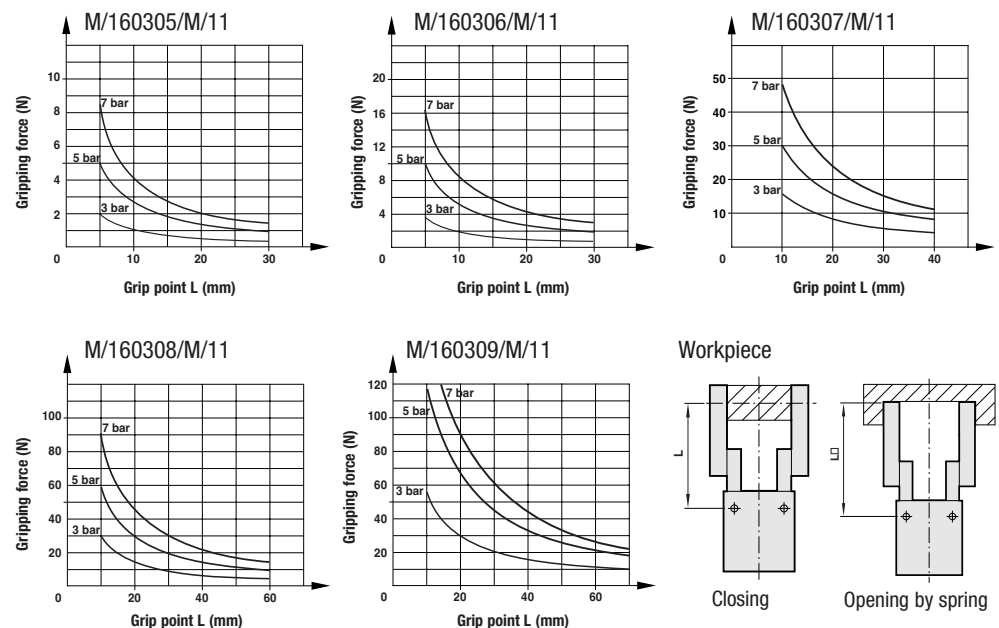 M/160305/M/11
Gripping force (N)
10
8
6
4
2
0
7 bar
5 bar
3 bar
10
20
30
Grip point L (mm)
M/160306/M/11
Gripping force (N)
20
16
12
8
4
0
7 bar
5 bar
3 bar
10
20
30
Grip point L (mm)
M/160307/M/11
Gripping force (N)
50
40
30
20
10
0
7 bar
5 bar
3 bar
10
20
30
40
Grip point L (mm)
M/160308/M/11
Gripping force (N)
100
80
60
40
20
0
7 bar
5 bar
3 bar
20
40
60
Grip point L (mm)
M/160309/M/11
Gripping force (N)
120
100
80
60
40
20
0
7 bar
5 bar
3 bar
10
20
30
40
50
60
Grip point L (mm)
Workpiece
L
L□
Closing
Opening by spring